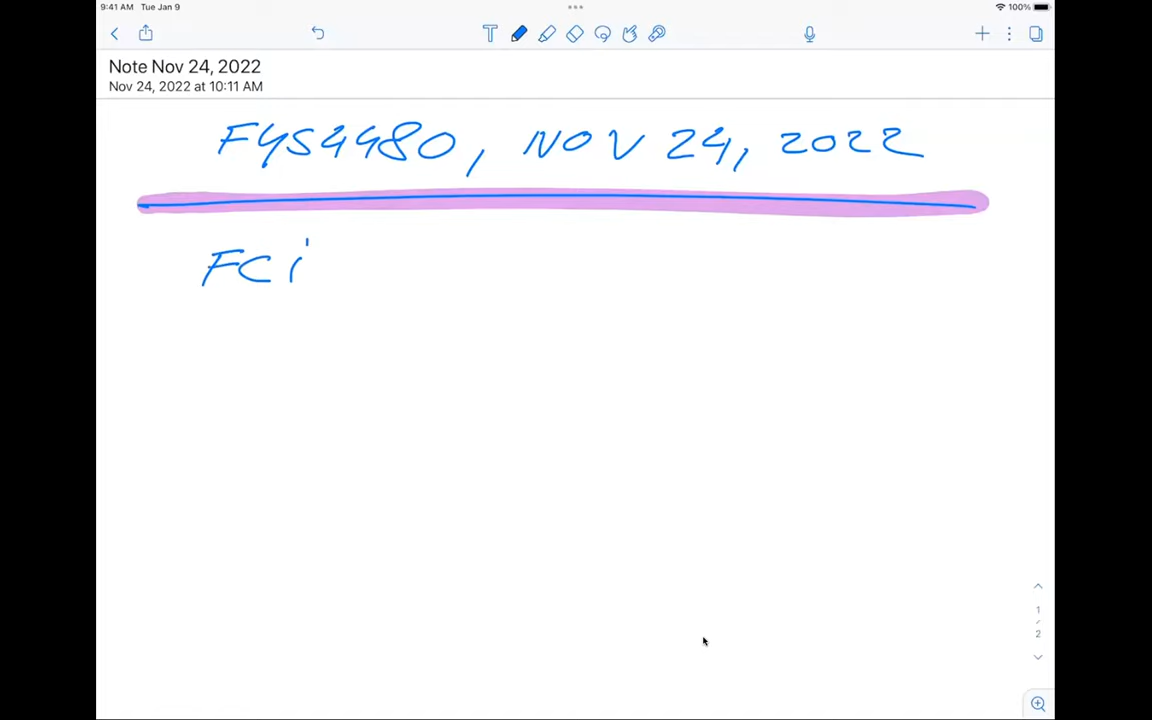 9:41 AM Tue Jan 9
100%
Note Nov 24, 2022
Nov 24, 2022 at 10:11 AM
FYS4480, NOV 24, 2022
FCi
1
/
2